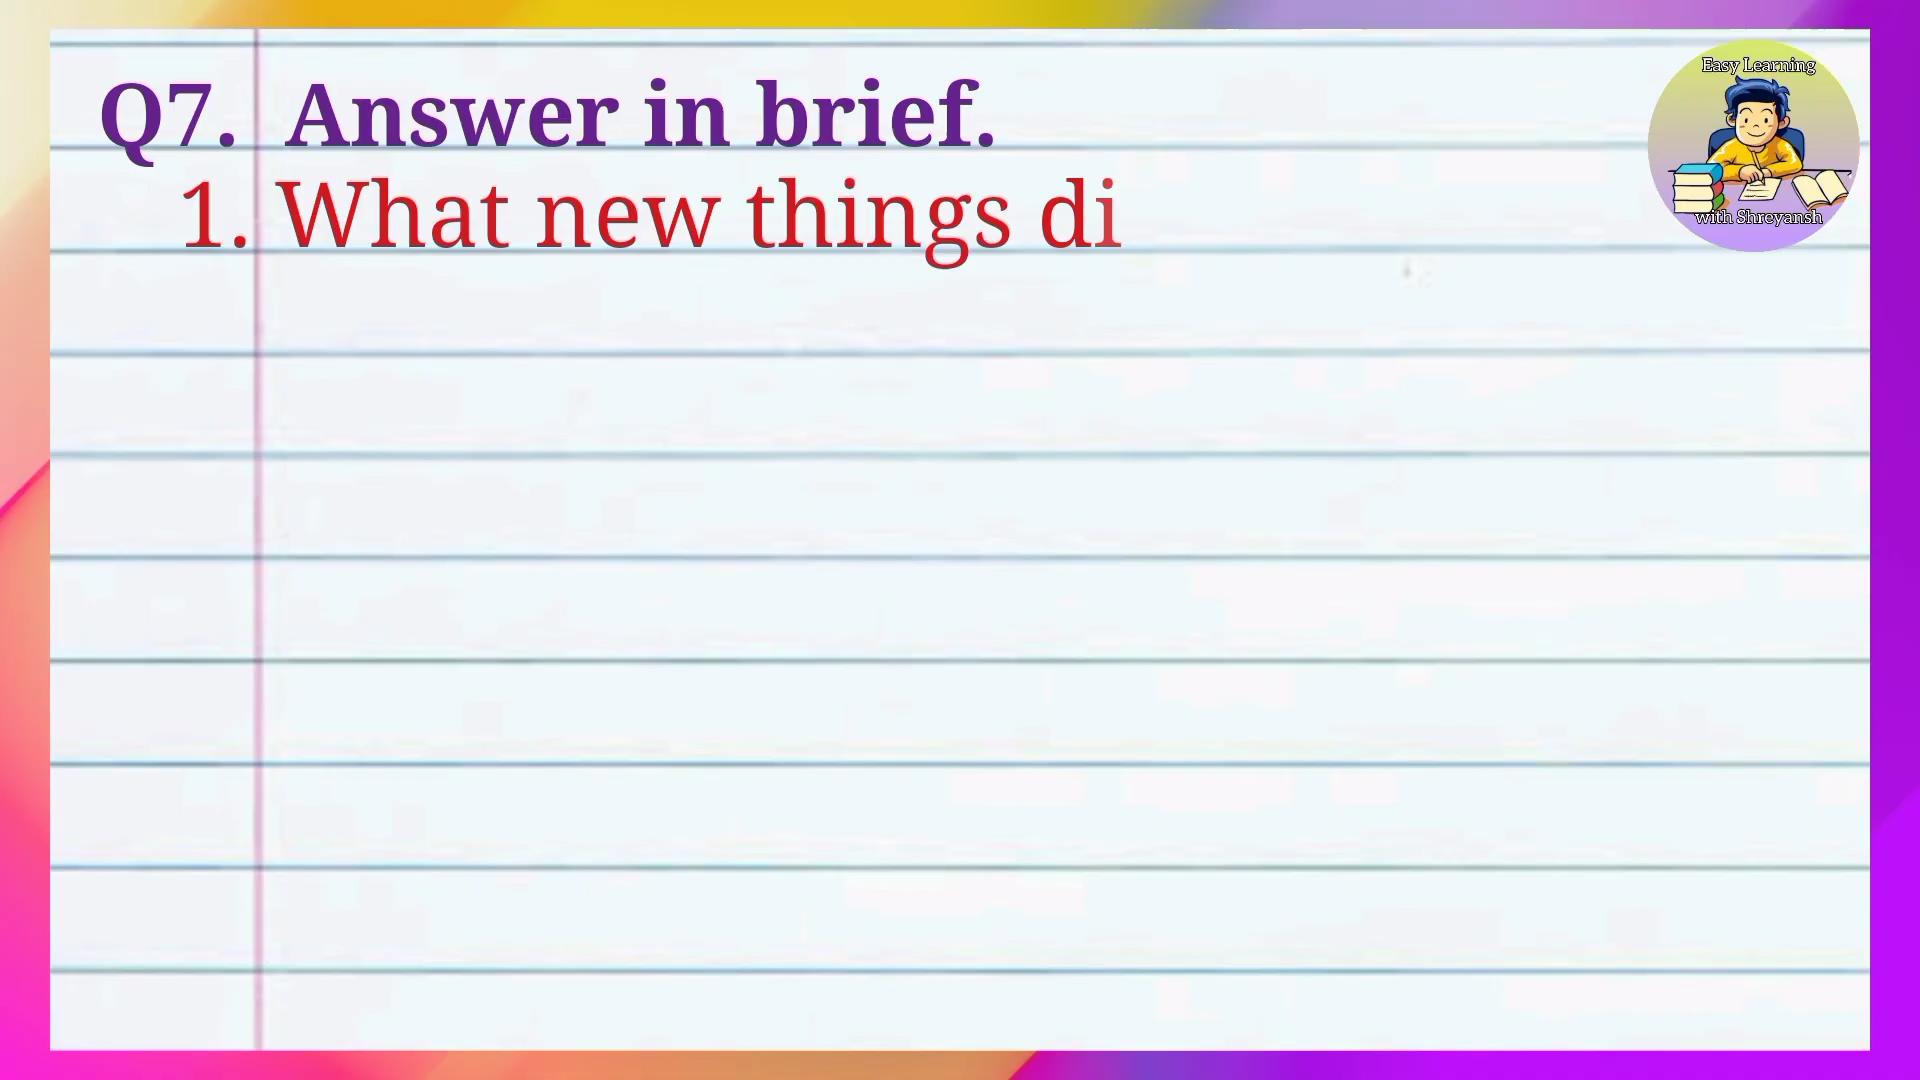 Q7. Answer in brief.
1. What new things di
Easy Learning
with Shreyansh